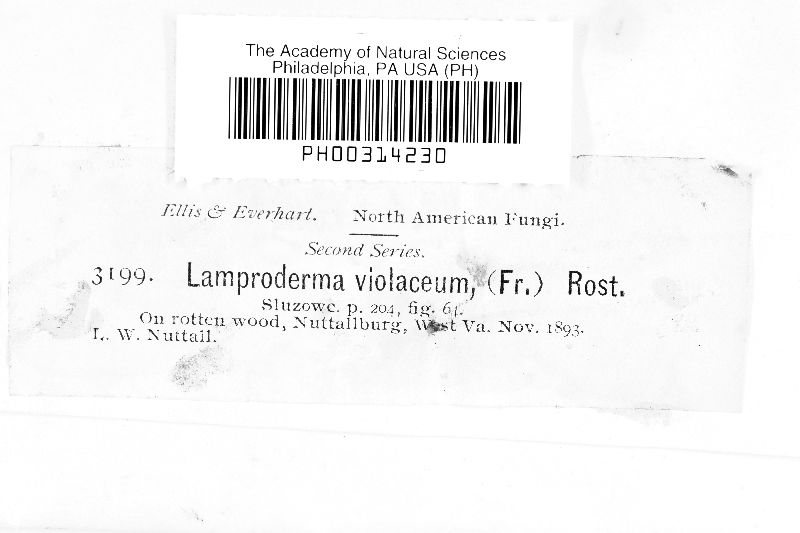 The Academy of Natural Sciences
Philadelphia, PA USA (PH)
PH00314230
Ellis & Everhart. North American Fungi.
Second Series.
3199. Lamproderma violaceum, (Fr.) Rost.
Sluzowc. p. 204, fig. 64.
On rotten wood, Nuttallburg, West Va. Nov. 1893.
L. W. Nuttall.